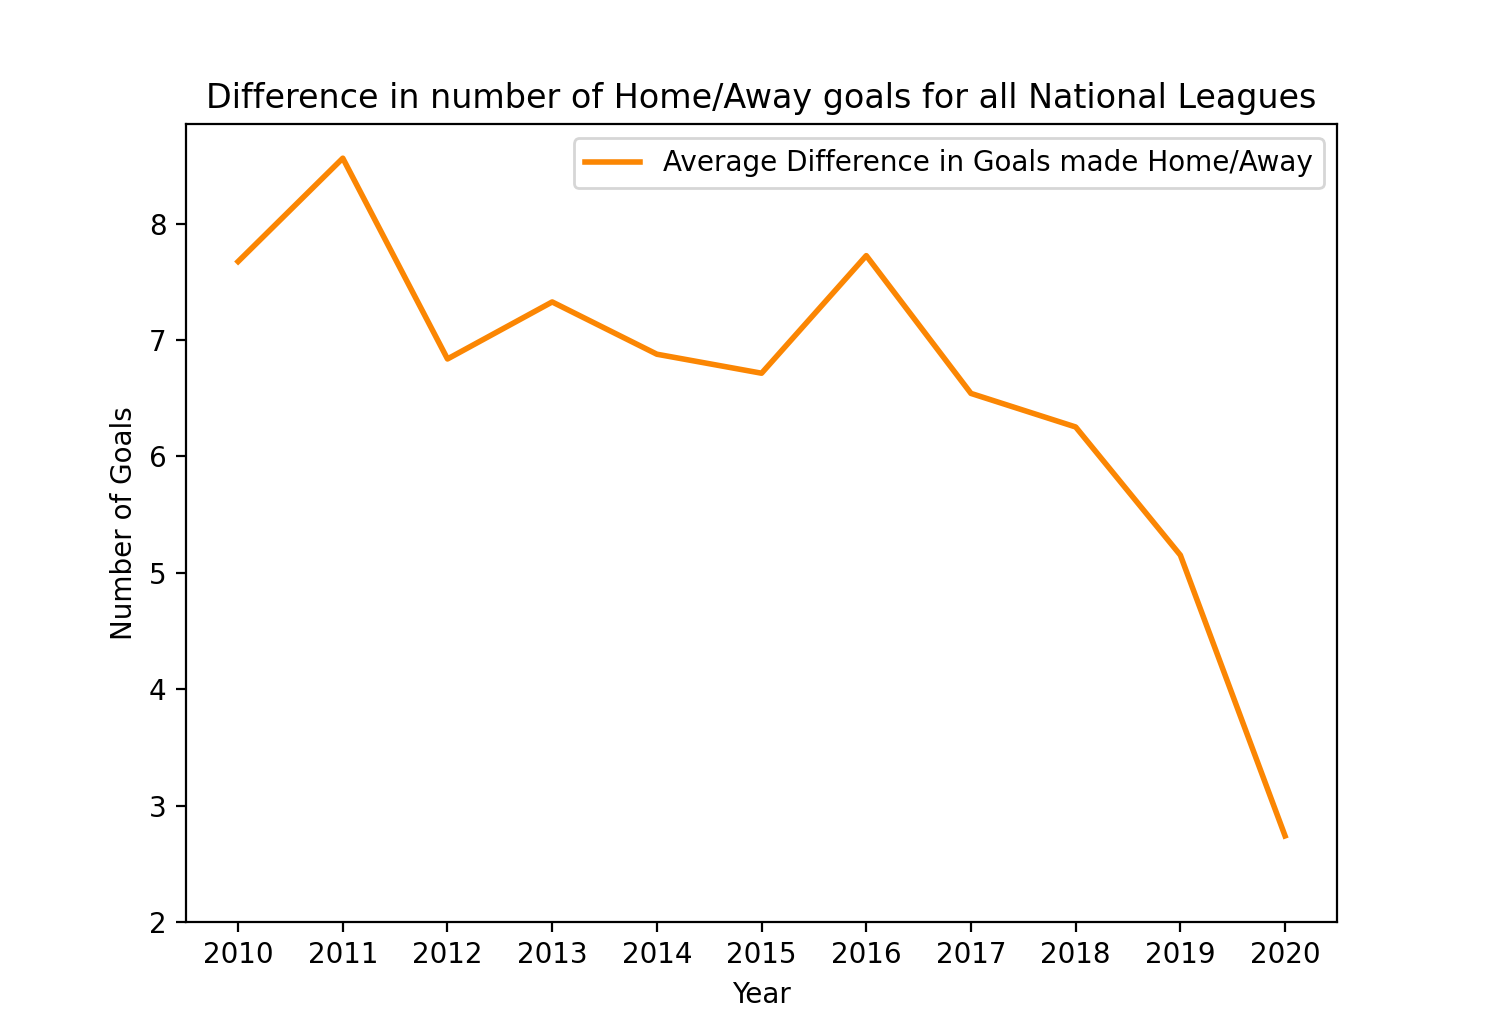 Difference in number of Home/Away goals for all National Leagues
Average Difference in Goals made Home/Away
8
7
6
5
4
3
2
Number of Goals
2010 2011 2012 2013 2014 2015 2016 2017 2018 2019 2020
Year